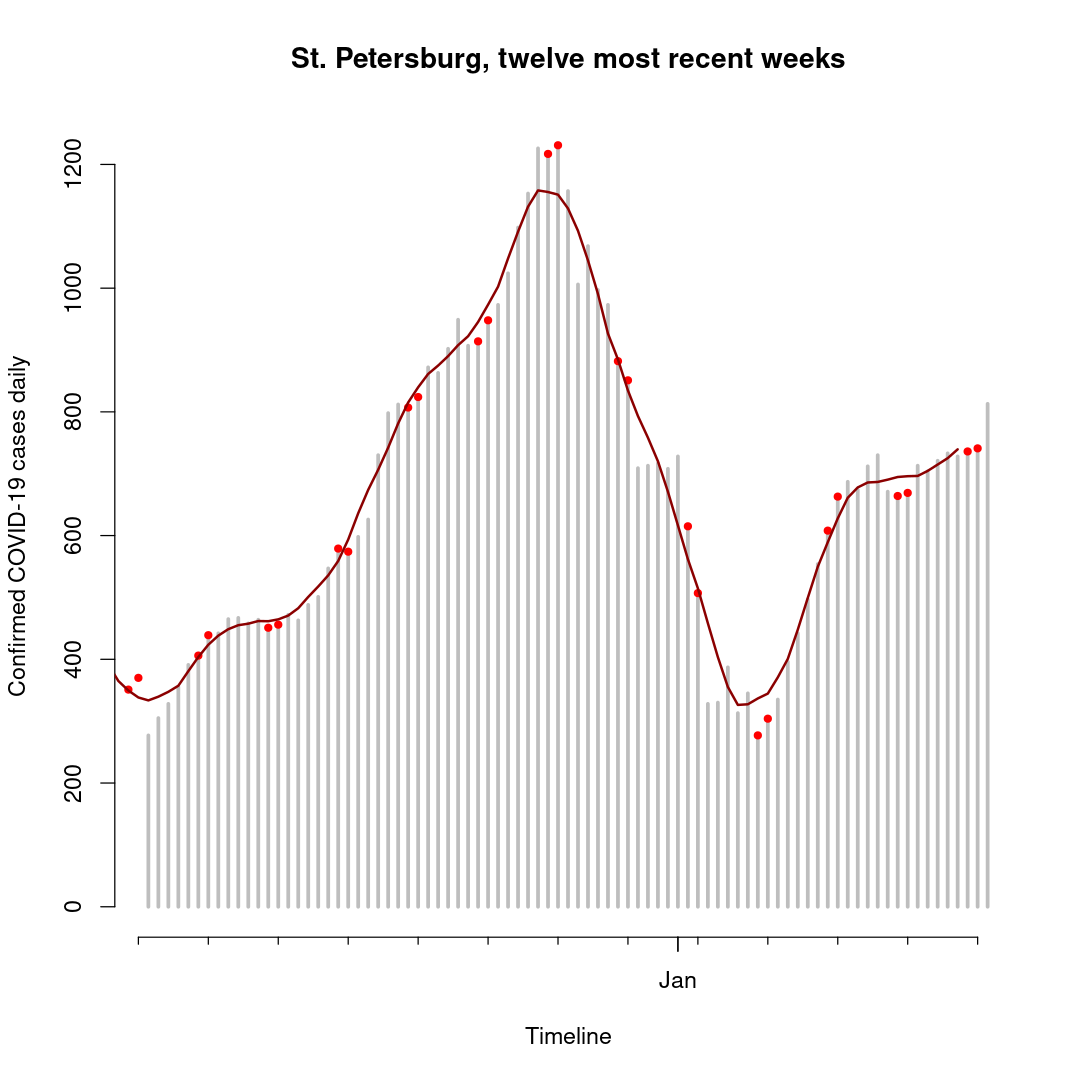 St. Petersburg, twelve most recent weeks
Confirmed COVID-19 cases daily
1200
1000
800
600
400
200
0
Jan
Timeline